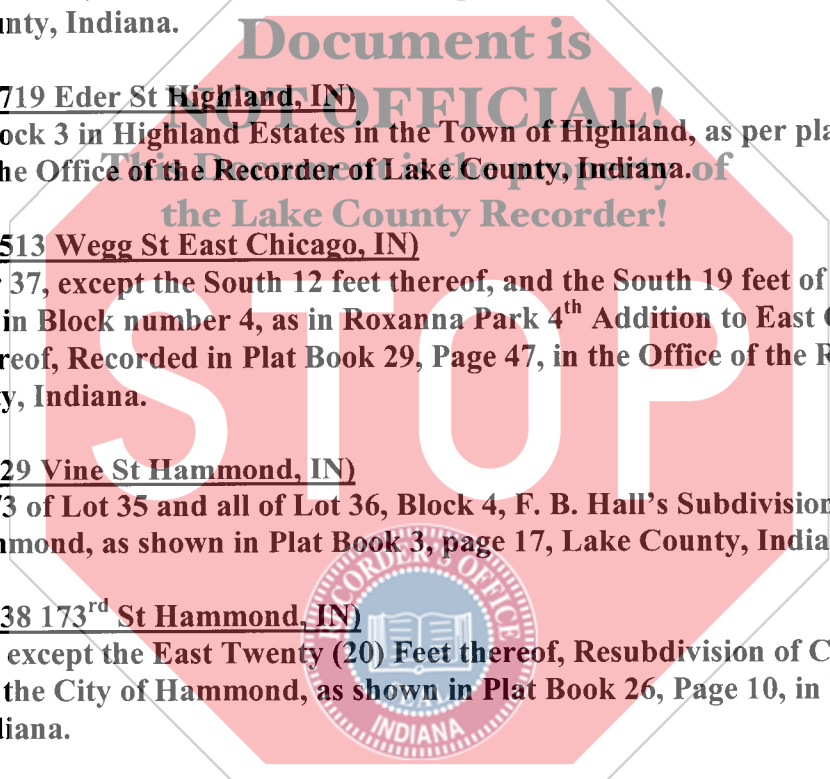 unty, Indiana.
Document is
719 Eder St Highland, IN)
NOT OFFICIAL!
ock 3 in Highland Estates in the Town of Highland, as per pla
This Document is the property of
he Office of the Recorder of Lake County, Indiana.
the Lake County Recorder!
513 Wegg St East Chicago, IN)
37, except the South 12 feet thereof, and the South 19 feet of
in Block number 4, as in Roxanna Park 4th Addition to East
reof, Recorded in Plat Book 29, Page 47, in the Office of the R
y, Indiana.
STOP
29 Vine St Hammond, IN)
/3 of Lot 35 and all of Lot 36, Block 4, F. B. Hall's Subdivision
nmond, as shown in Plat Book 3, page 17, Lake County, India
RECORDER'S OFFICE
38 173rd St Hammond, IN)
except the East Twenty (20) Feet thereof, Resubdivision of C
the City of Hammond, as shown in Plat Book 26, Page 10, in
SEAL
diana.
INDIANA